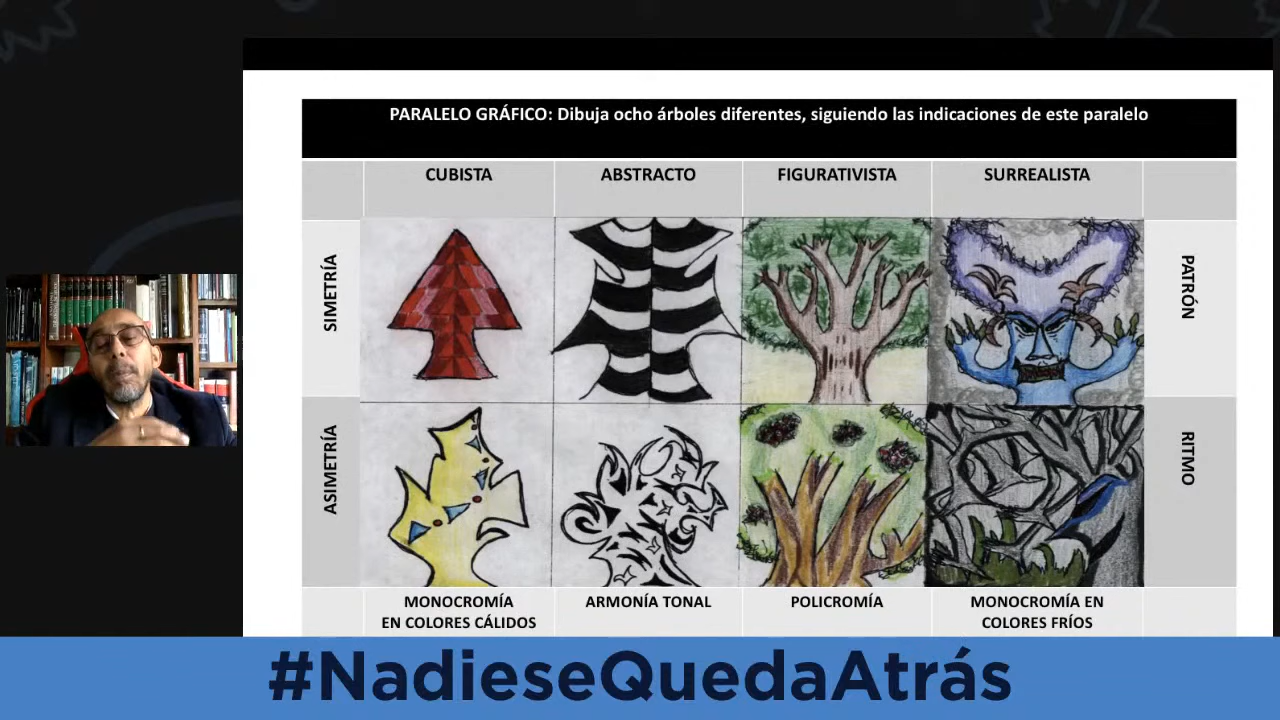 PARALELO GRÁFICO: Dibuja ocho árboles diferentes, siguiendo las indicaciones de este paralelo
CUBISTA
ABSTRACTO
FIGURATIVISTA
SURREALISTA
SIMETRÍA
PATRÓN
ASIMETRÍA
RITMO
MONOCROMÍA
EN COLORES CÁLIDOS
ARMONÍA TONAL
POLICROMÍA
MONOCROMÍA EN
COLORES FRÍOS
#NadieseQuedaAtrás